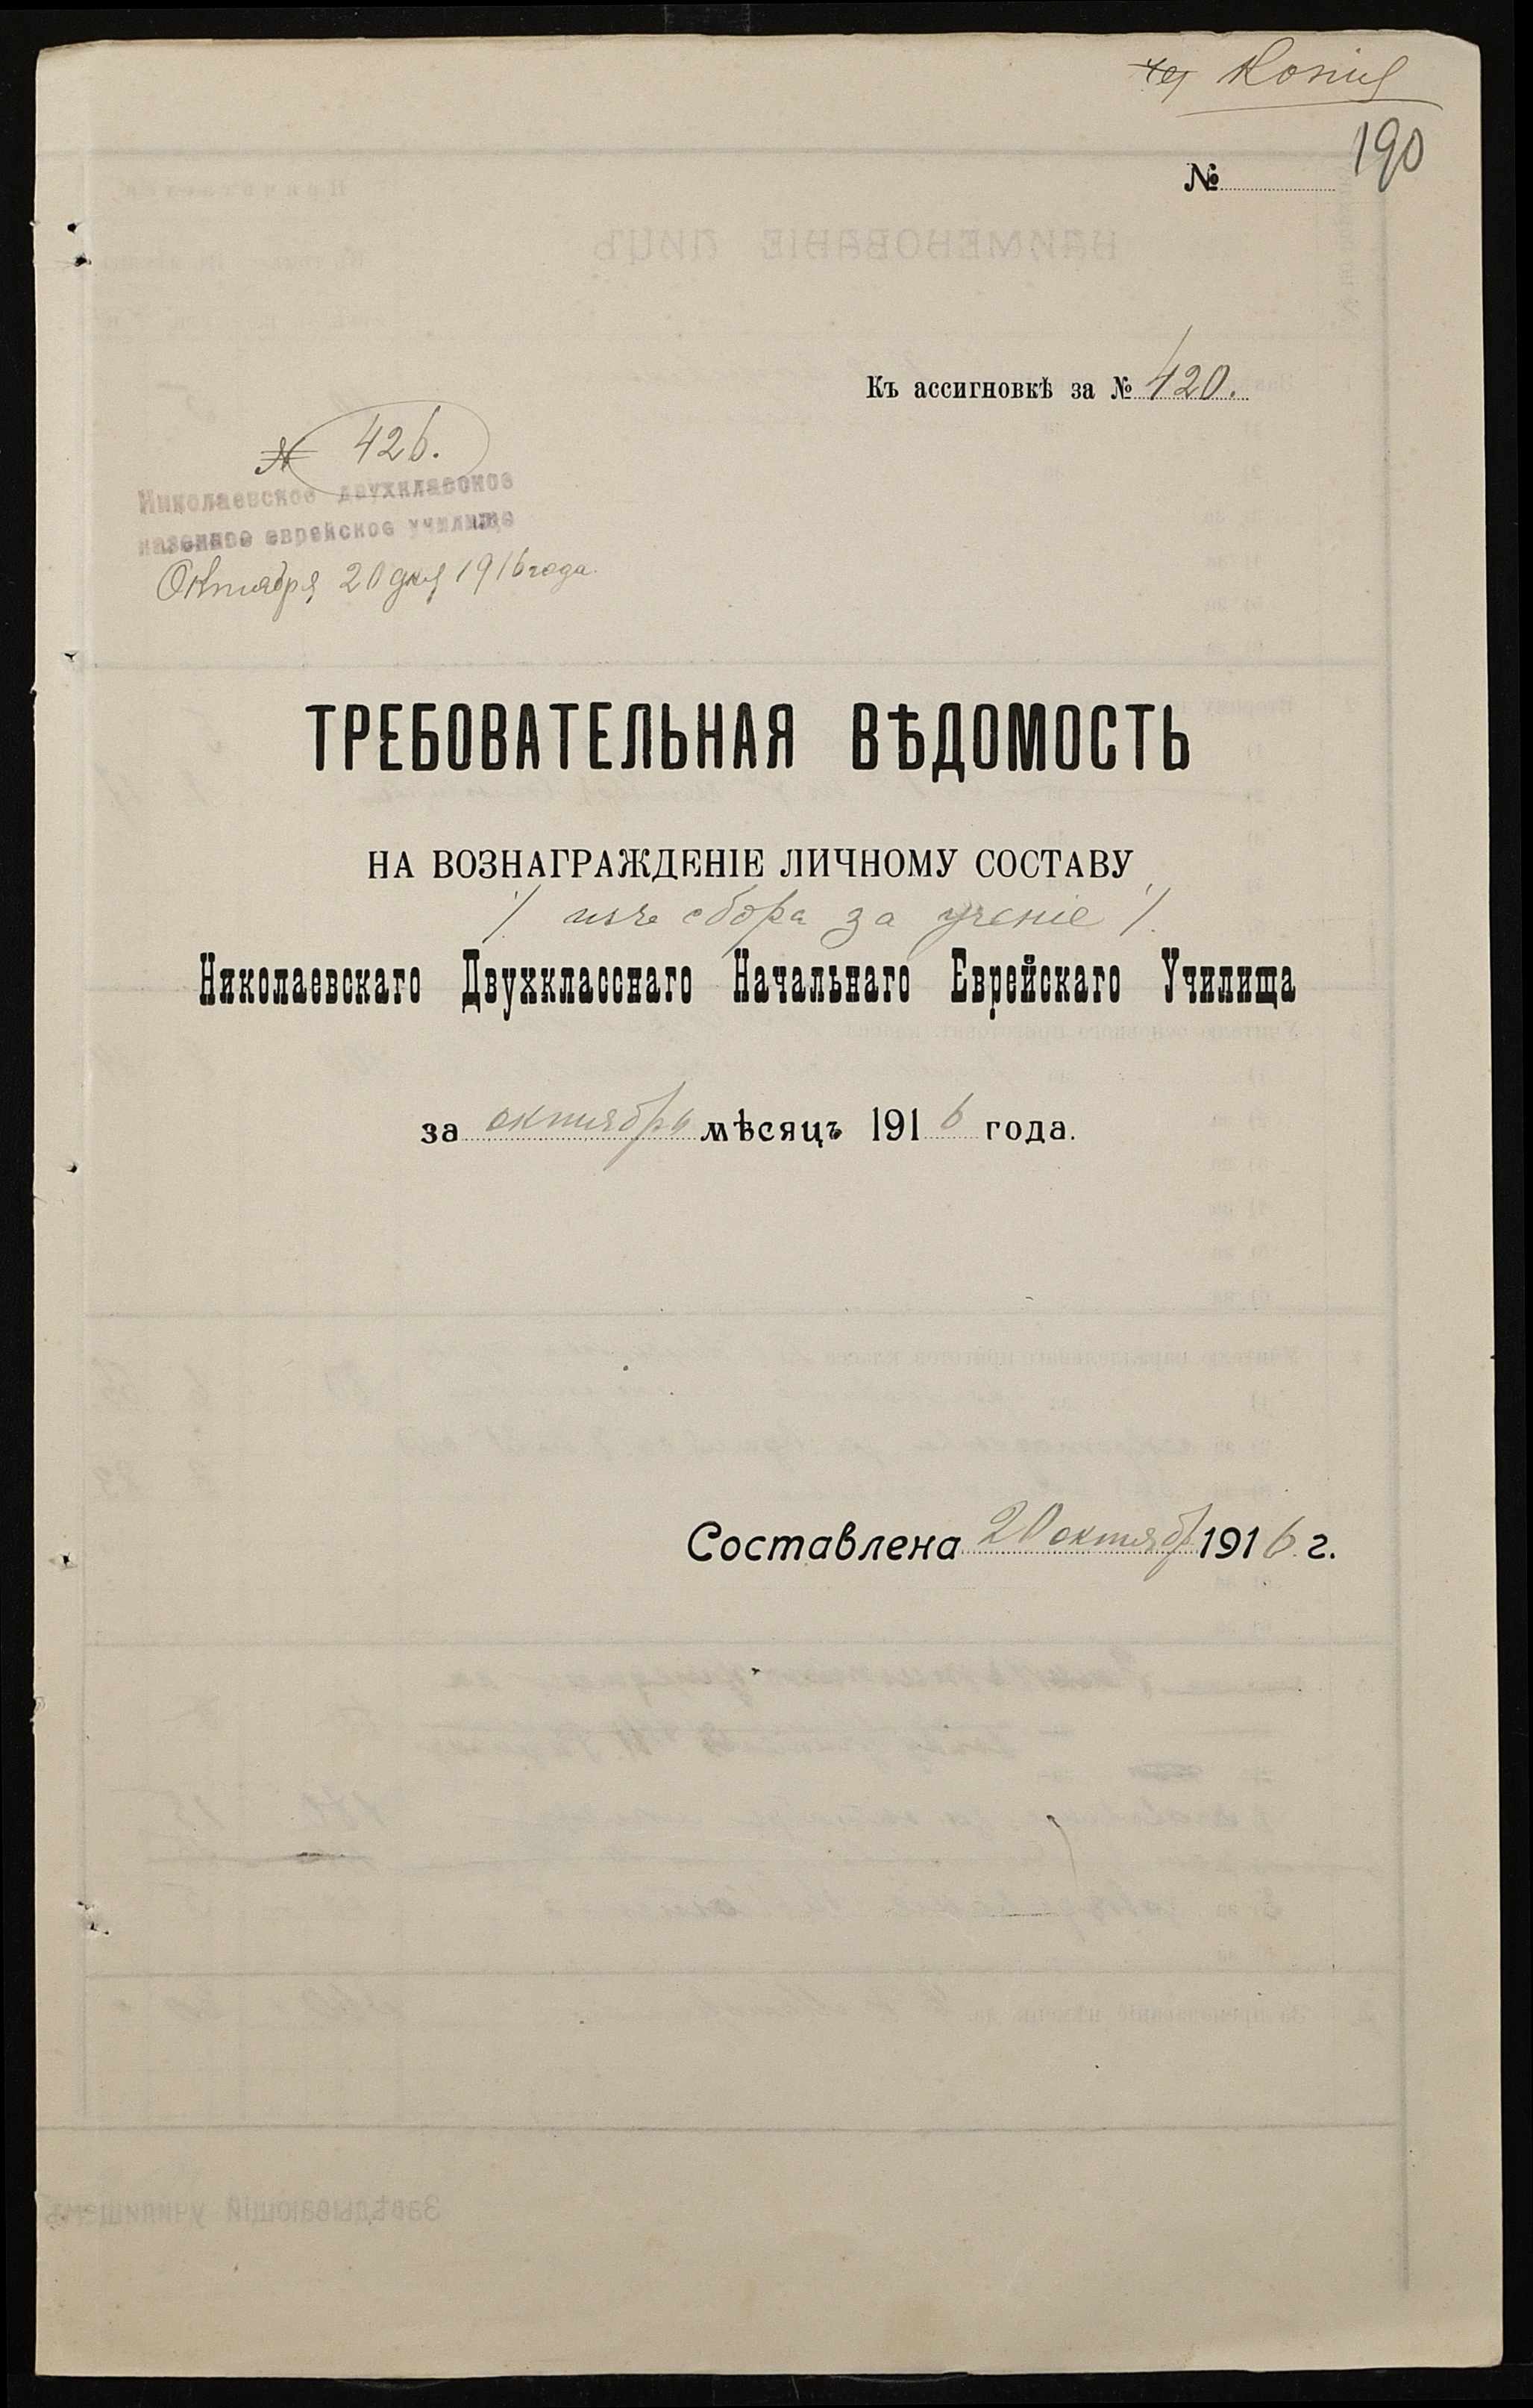 Копія
190
№
Къ ассигновкѣ за № 420.
№ 426.
Николаевское двухклассное
казенное еврейское училище
Октября 20 дня 1916 года.
ТРЕБОВАТЕЛЬНАЯ ВѢДОМОСТЬ
НА ВОЗНАГРАЖДЕНІЕ ЛИЧНОМУ СОСТАВУ
/ изъ сбора за ученіе /.
Николаевскаго Двухкласснаго Начальнаго Еврейскаго Училища
за октябрь мѣсяцъ 1916 года.
Составлена 20 октября 1916 г.